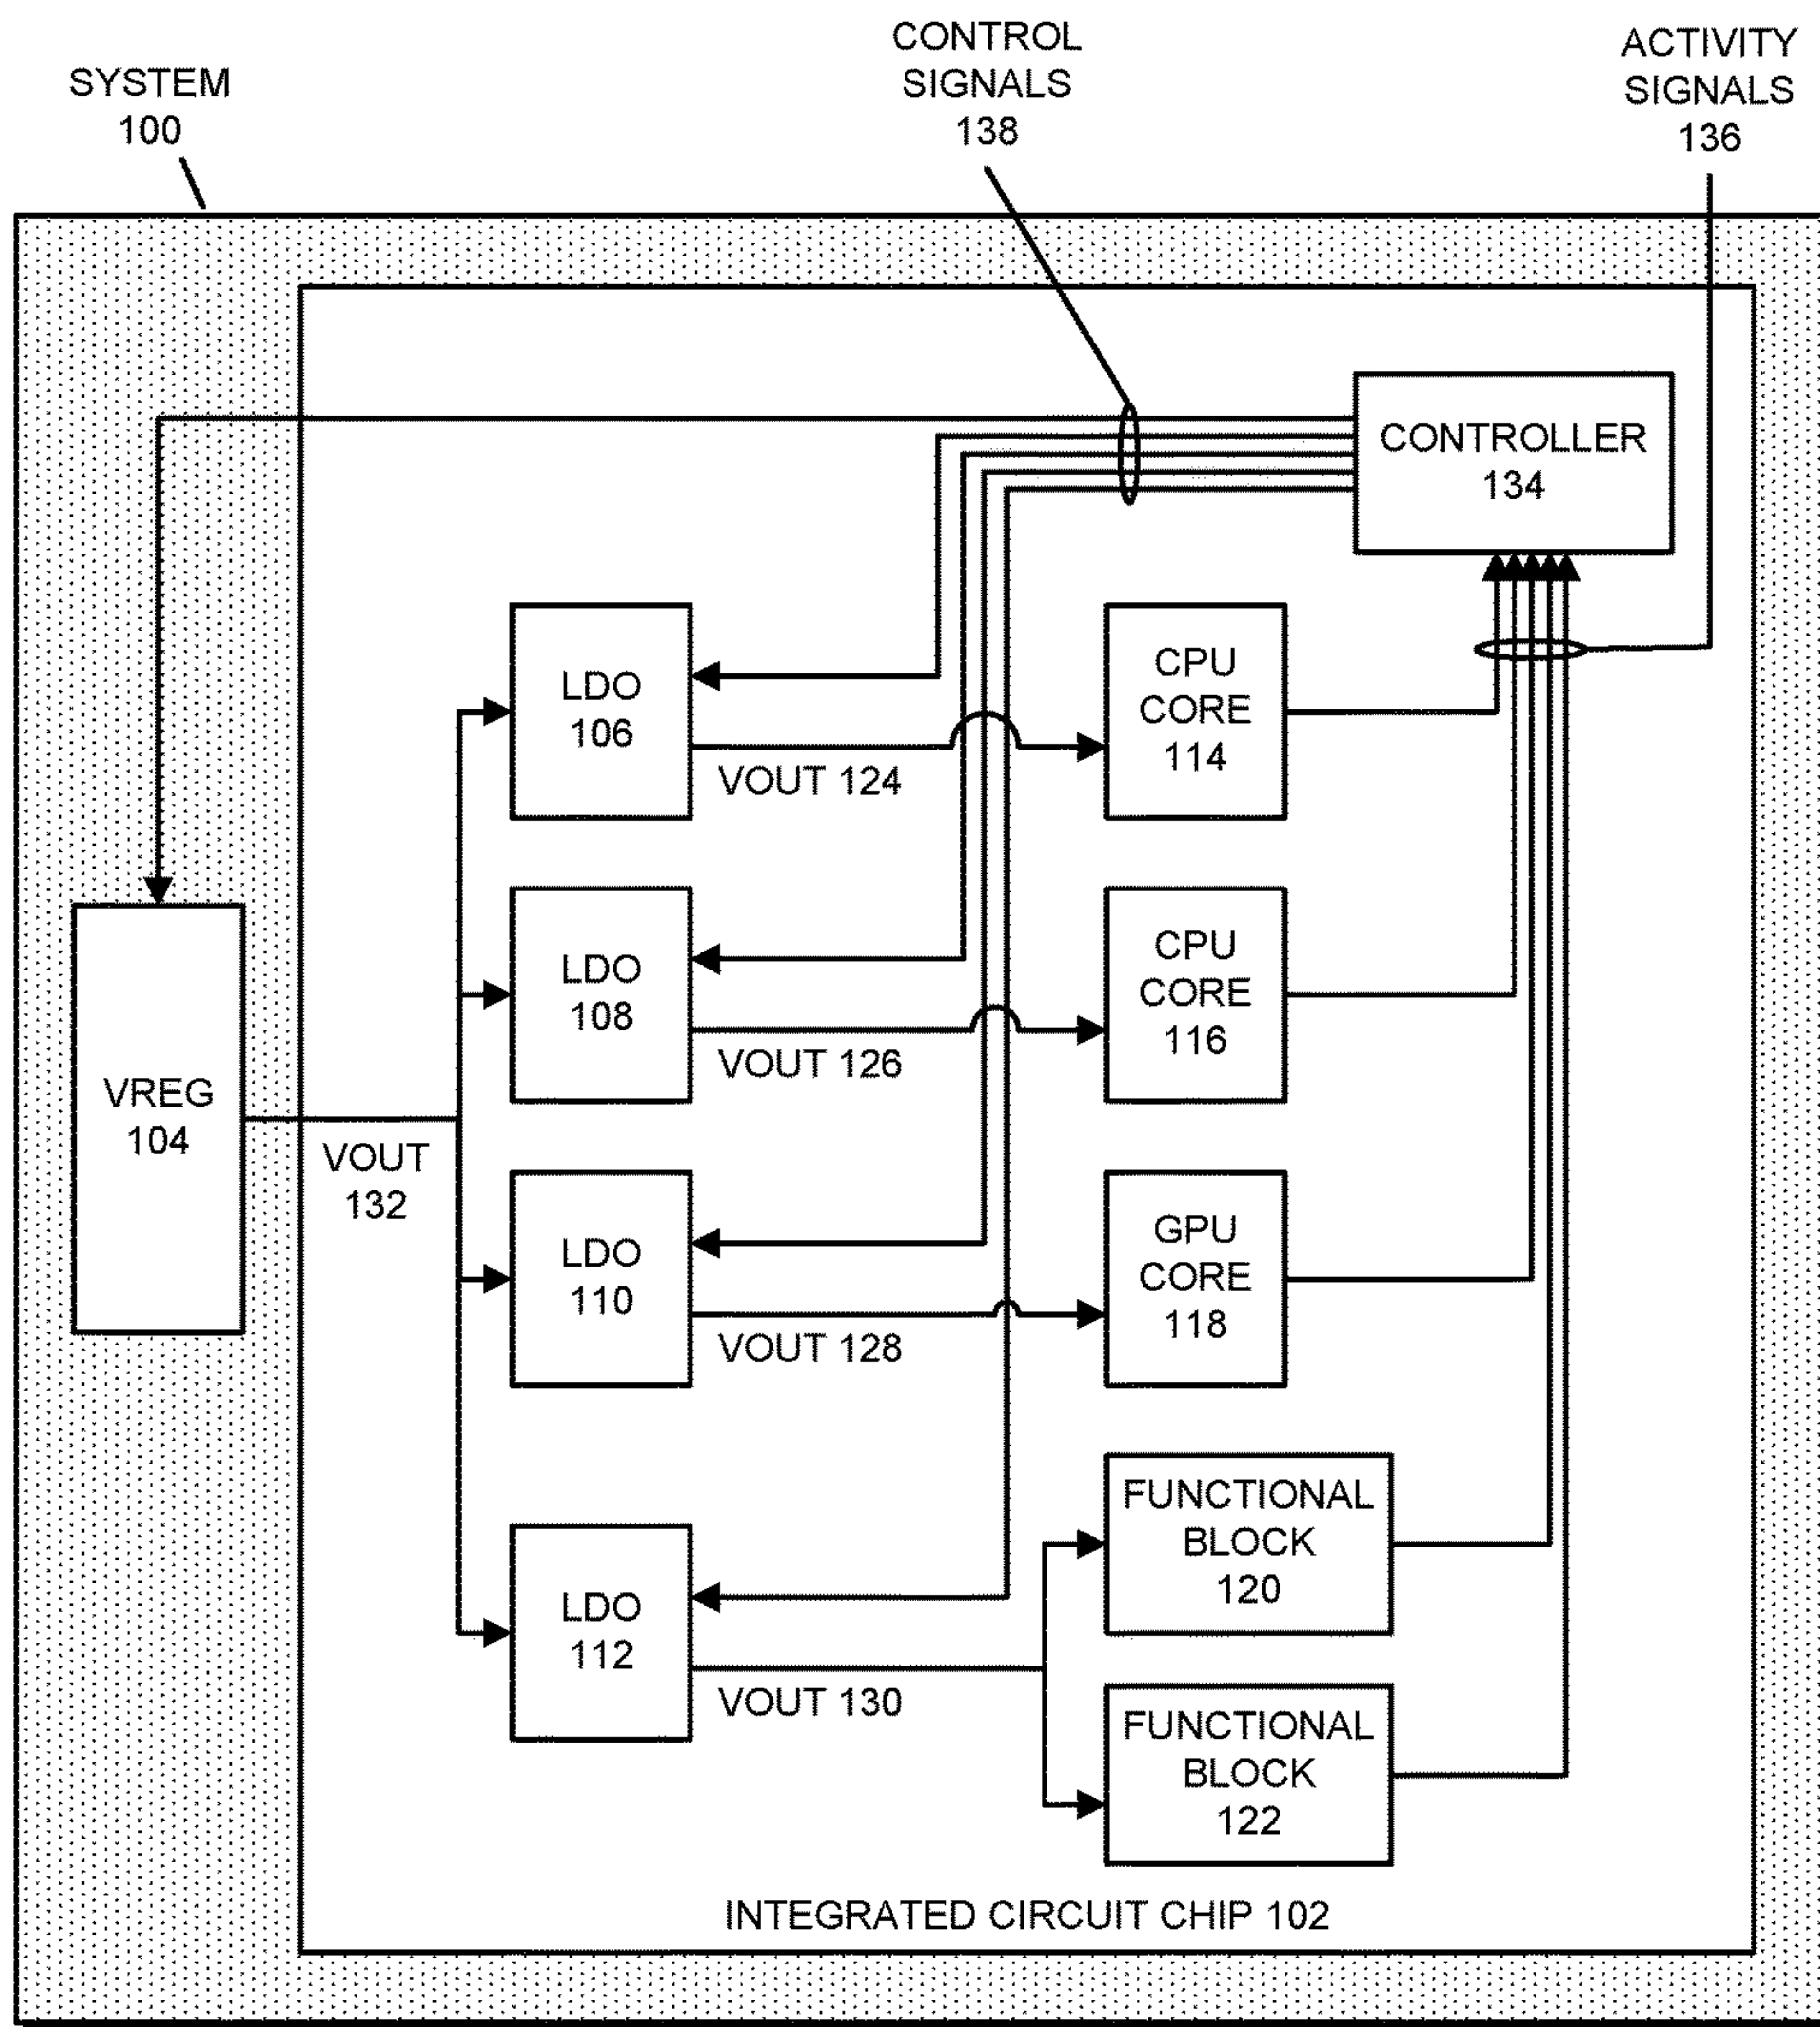 CONTROL
SIGNALS
138
ACTIVITY
SIGNALS
136
SYSTEM
100
CONTROLLER
134
LDO
106
CPU
CORE
114
VOUT 124
LDO
108
CPU
CORE
116
VOUT 126
VREG
104
VOUT
132
LDO
110
GPU
CORE
118
VOUT 128
FUNCTIONAL
BLOCK
120
LDO
112
VOUT 130
FUNCTIONAL
BLOCK
122
INTEGRATED CIRCUIT CHIP 102